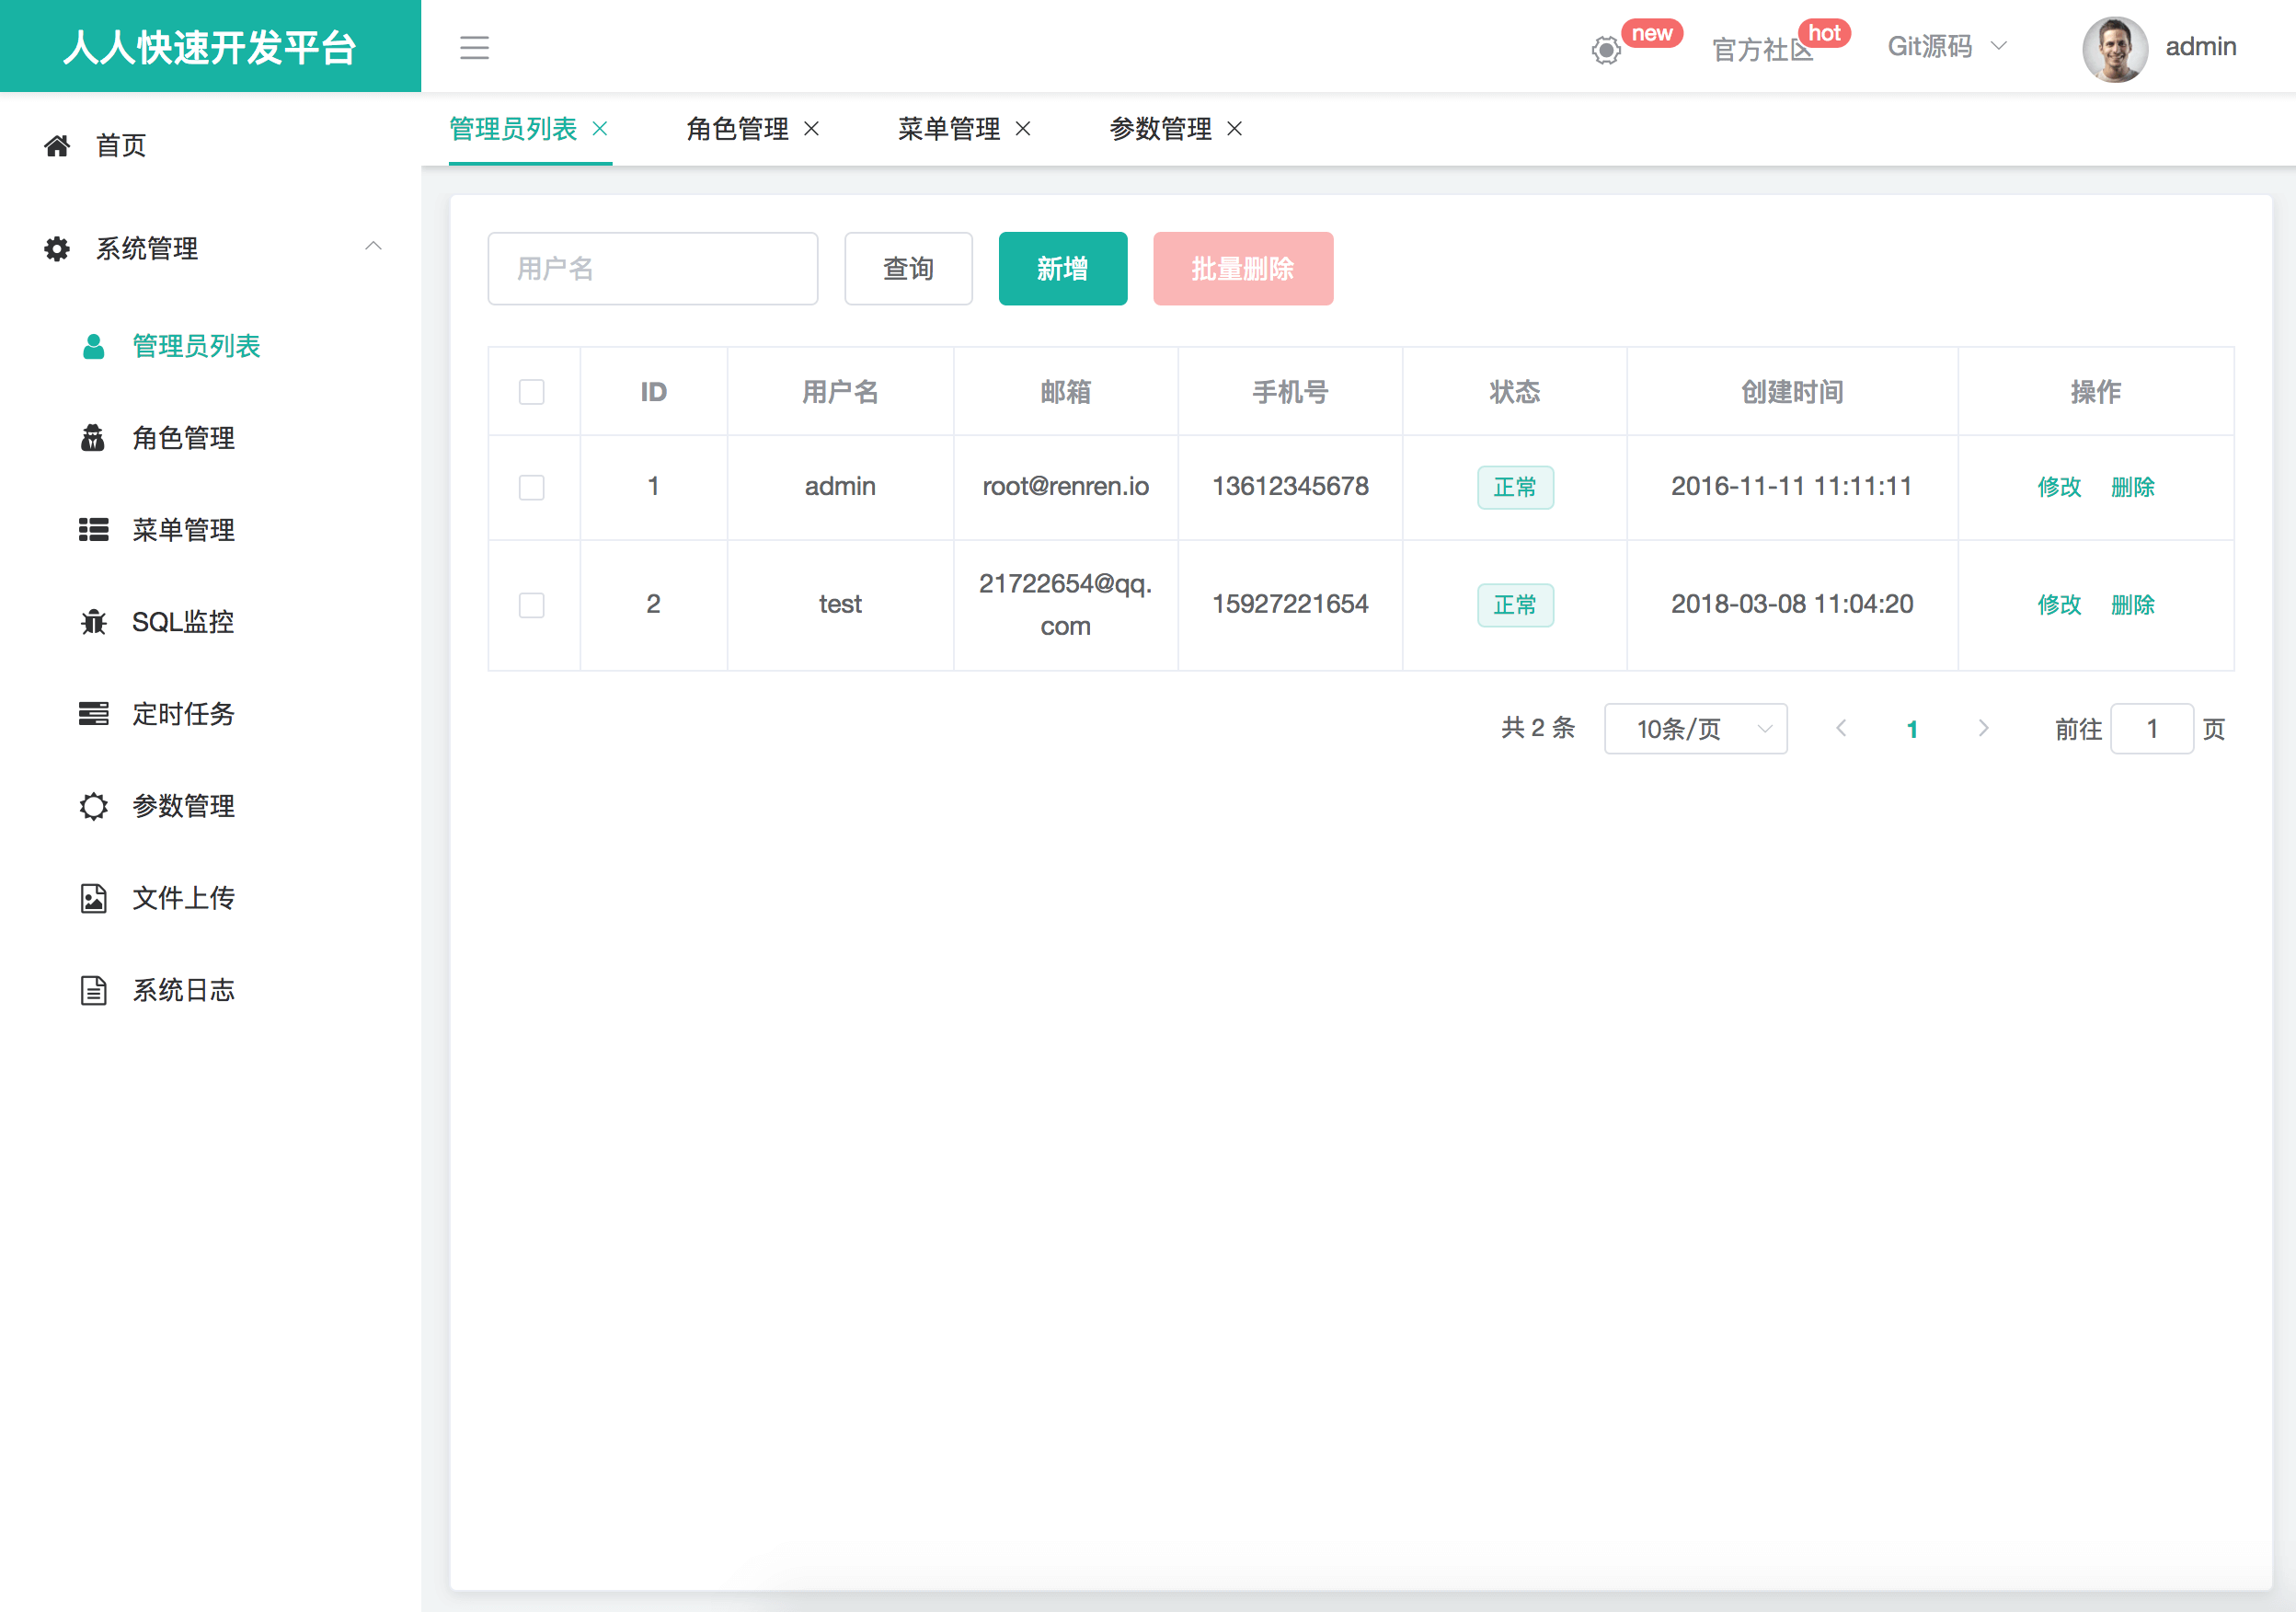 人人快速开发平台
new
官方社区
hot
Git源码
admin
首页
系统管理
管理员列表
角色管理
菜单管理
SQL监控
定时任务
参数管理
文件上传
系统日志
管理员列表 角色管理 菜单管理 参数管理
用户名 查询 新增 批量删除
ID 用户名 邮箱 手机号 状态 创建时间 操作
1 admin root@renren.io 13612345678 正常 2016-11-11 11:11:11 修改 删除
2 test 21722654@qq.
com 15927221654 正常 2018-03-08 11:04:20 修改 删除
共 2 条 10条/页 1 前往 1 页